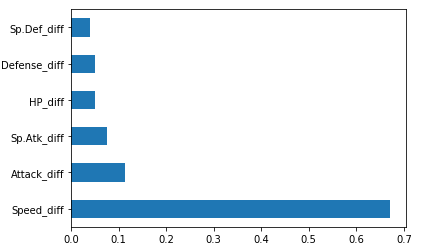 Sp.Def_diff
Defense_diff
HP_diff
Sp.Atk_diff
Attack_diff
Speed_diff
0.0 0.1 0.2 0.3 0.4 0.5 0.6 0.7